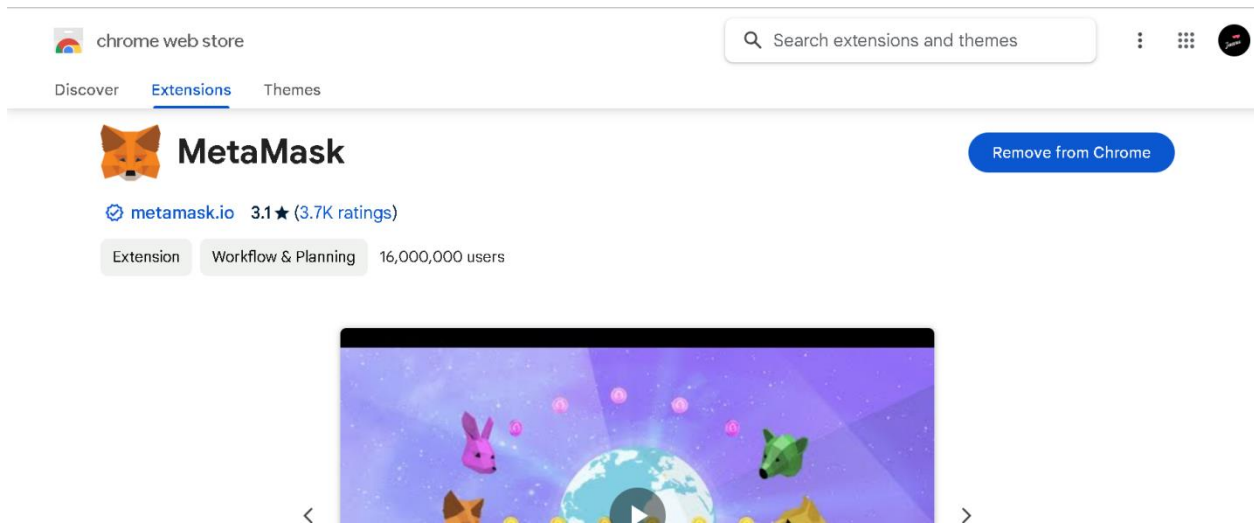 chrome web store
Search extensions and themes
Discover Extensions Themes
MetaMask
Remove from Chrome
metamask.io 3.1★ (3.7K ratings)
Extension Workflow & Planning 16,000,000 users